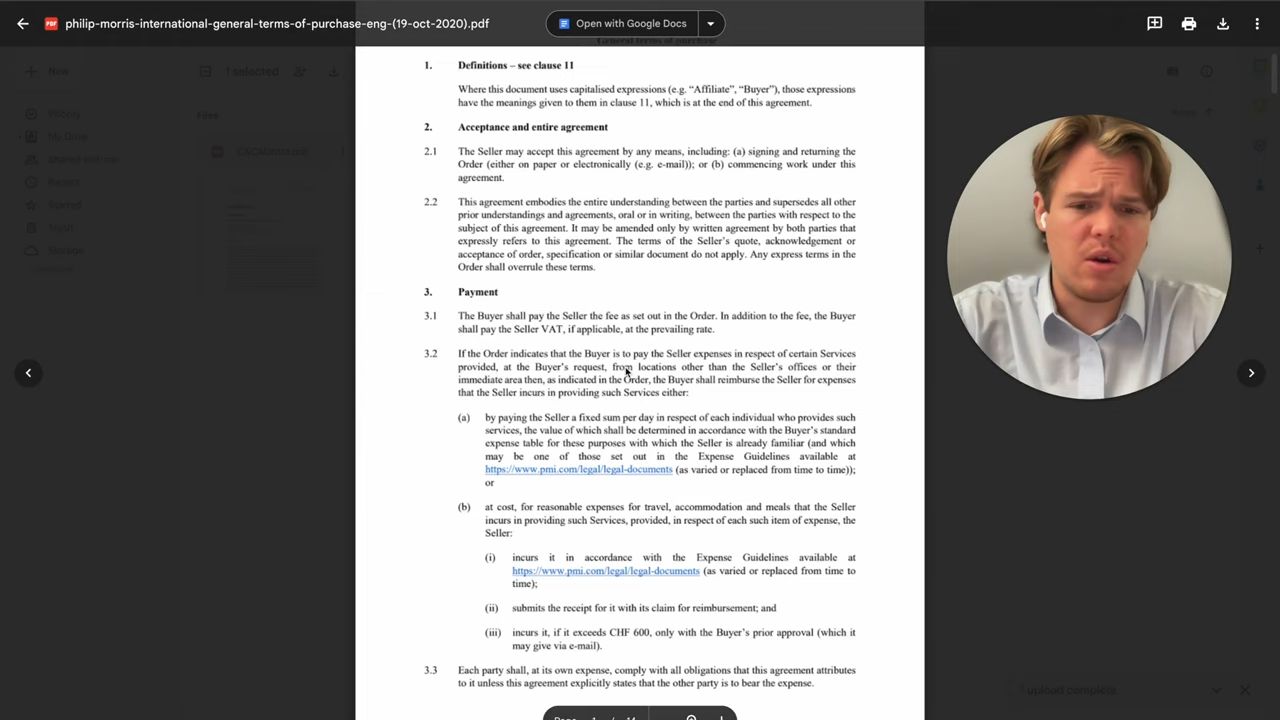 philip-morris-international-general-terms-of-purchase-eng-(19-oct-2020).pdf
Open with Google Docs
General terms of purchase
New
1 selected
Files
My Drive
Shared with me
Recent
Starred
Trash
Storage
1. Definitions – see clause 11
Where this document uses capitalised expressions (e.g. “Affiliate”, “Buyer”), those expressions
have the meanings given to them in clause 11, which is at the end of this agreement.
2. Acceptance and entire agreement
2.1 The Seller may accept this agreement by any means, including: (a) signing and returning the
Order (either on paper or electronically (e.g. e-mail)); or (b) commencing work under this
agreement.
2.2 This agreement embodies the entire understanding between the parties and supersedes all other
prior understandings and agreements, oral or in writing, between the parties with respect to the
subject of this agreement. It may be amended only by written agreement by both parties that
expressly refers to this agreement. The terms of the Seller’s quote, acknowledgement or
acceptance of order, specification or similar document do not apply. Any express terms in the
Order shall overrule these terms.
3. Payment
3.1 The Buyer shall pay the Seller the fee as set out in the Order. In addition to the fee, the Buyer
shall pay the Seller VAT, if applicable, at the prevailing rate.
3.2 If the Order indicates that the Buyer is to pay the Seller expenses in respect of certain Services
provided, at the Buyer’s request, from locations other than the Seller’s offices or their
immediate area then, as indicated in the Order, the Buyer shall reimburse the Seller for expenses
that the Seller incurs in providing such Services either:
(a) by paying the Seller a fixed sum per day in respect of each individual who provides such
services, the value of which shall be determined in accordance with the Buyer’s standard
expense table for these purposes with which the Seller is already familiar (and which
may be one of those set out in the Expense Guidelines available at
https://www.pmi.com/legal/legal-documents (as varied or replaced from time to time));
or
(b) at cost, for reasonable expenses for travel, accommodation and meals that the Seller
incurs in providing such Services, provided, in respect of each such item of expense, the
Seller:
(i) incurs it in accordance with the Expense Guidelines available at
https://www.pmi.com/legal/legal-documents (as varied or replaced from time to
time);
(ii) submits the receipt for it with its claim for reimbursement; and
(iii) incurs it, if it exceeds CHF 600, only with the Buyer’s prior approval (which it
may give via e-mail).
3.3 Each party shall, at its own expense, comply with all obligations that this agreement attributes
to it unless this agreement explicitly states that the other party is to bear the expense.
1 upload complete
Page 1 / 14